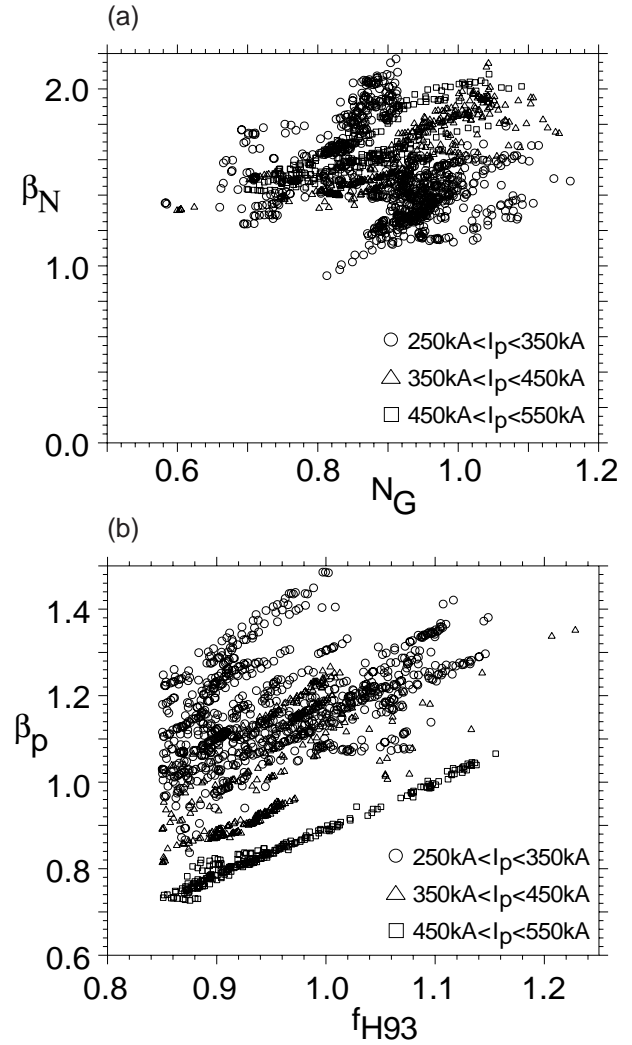 (a)
2.0
β_N
1.0
0.0
○ 250kA<I_p<350kA
△ 350kA<I_p<450kA
□ 450kA<I_p<550kA
0.6 0.8 1.0 1.2
N_G
(b)
1.4
1.2
β_p
1.0
0.8
0.6
○ 250kA<I_p<350kA
△ 350kA<I_p<450kA
□ 450kA<I_p<550kA
0.8 0.9 1.0 1.1 1.2
f_H93